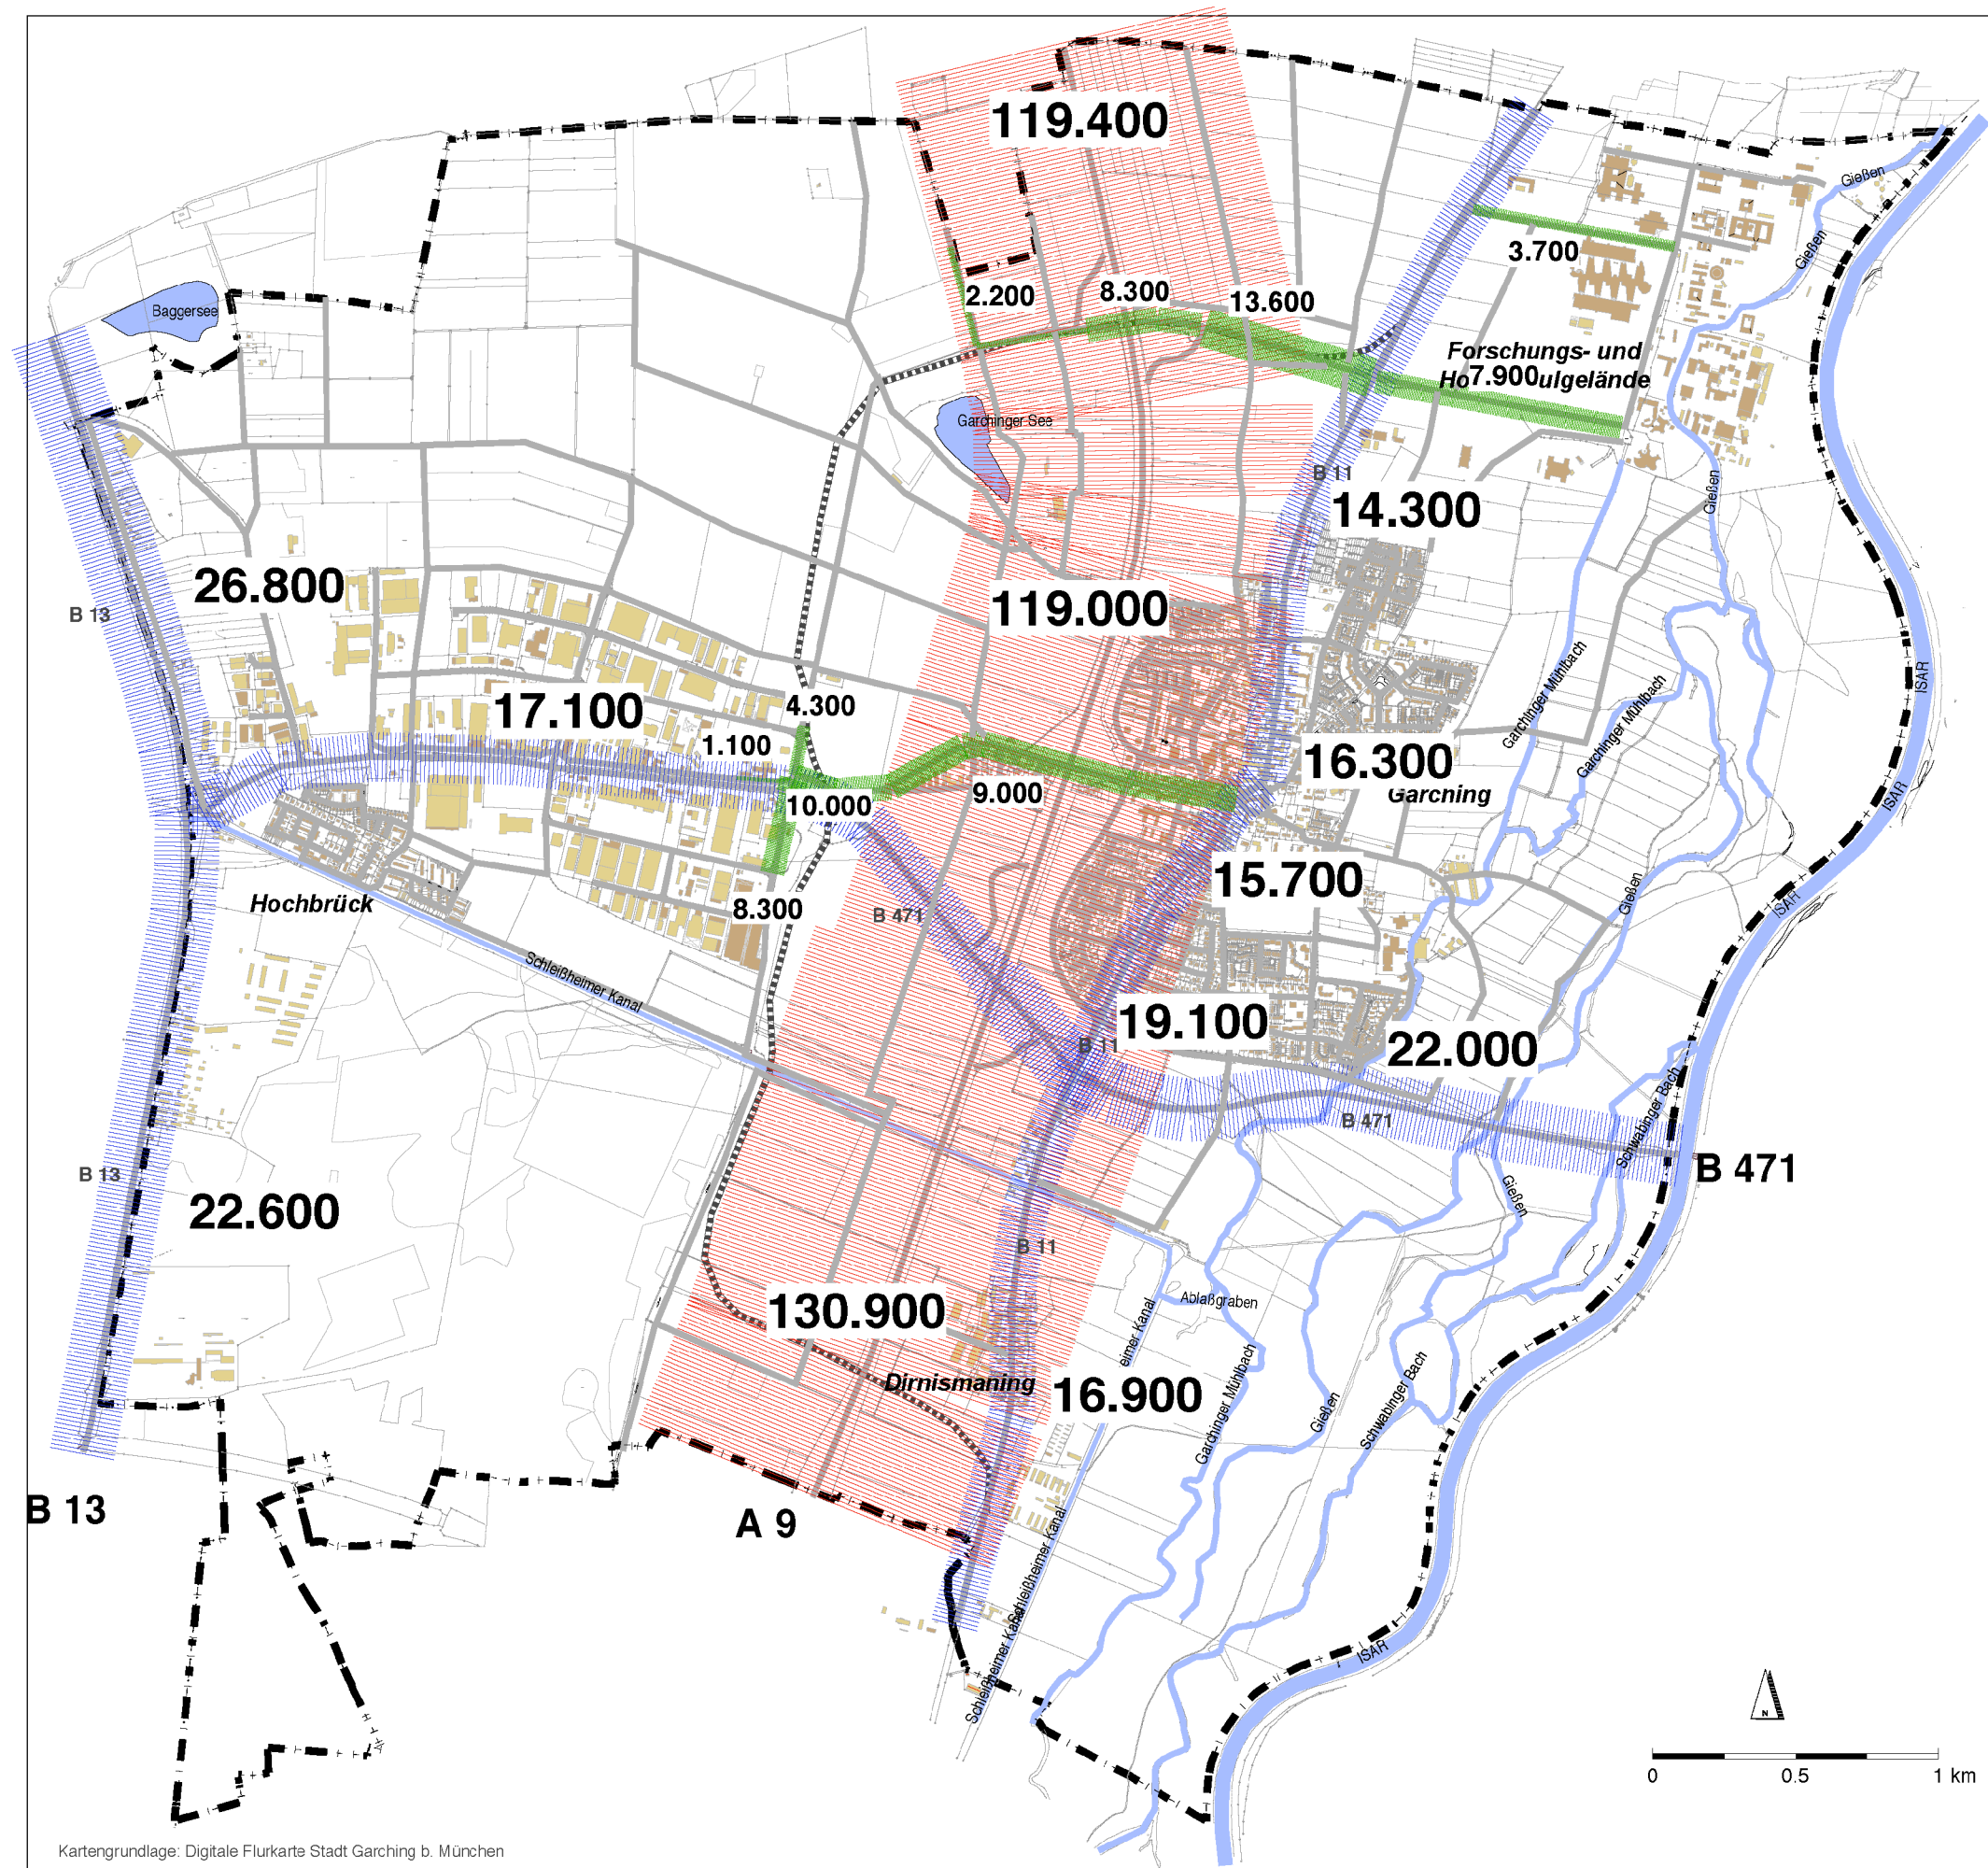 119.400
Gießen
Gießen
3.700
2.200
8.300
13.600
Baggersee
Forschungs- und
Ho7.900ulgelände
Garchinger See
B 11
14.300
Gießen
26.800
B 13
119.000
Garchinger Mühlbach
Garchinger Mühlbach
ISAR
17.100
4.300
1.100
16.300
Garching
10.000
9.000
ISAR
15.700
Hochbrück
8.300
B 471
Gießen
ISAR
Schleißheimer Kanal
19.100
B 11
22.000
B 471
Schwabinger Bach
B 471
B 13
22.600
Gießen
B 11
130.900
Ablaßgraben
eimer Kanal
Dirnismaning
16.900
Garchinger Mühlbach
Gießen
Schwabinger Bach
B 13
A 9
Schleißheimer Kanal
Schleißheimer Kanal
ISAR
N
0 0.5 1 km
Kartengrundlage: Digitale Flurkarte Stadt Garching b. München